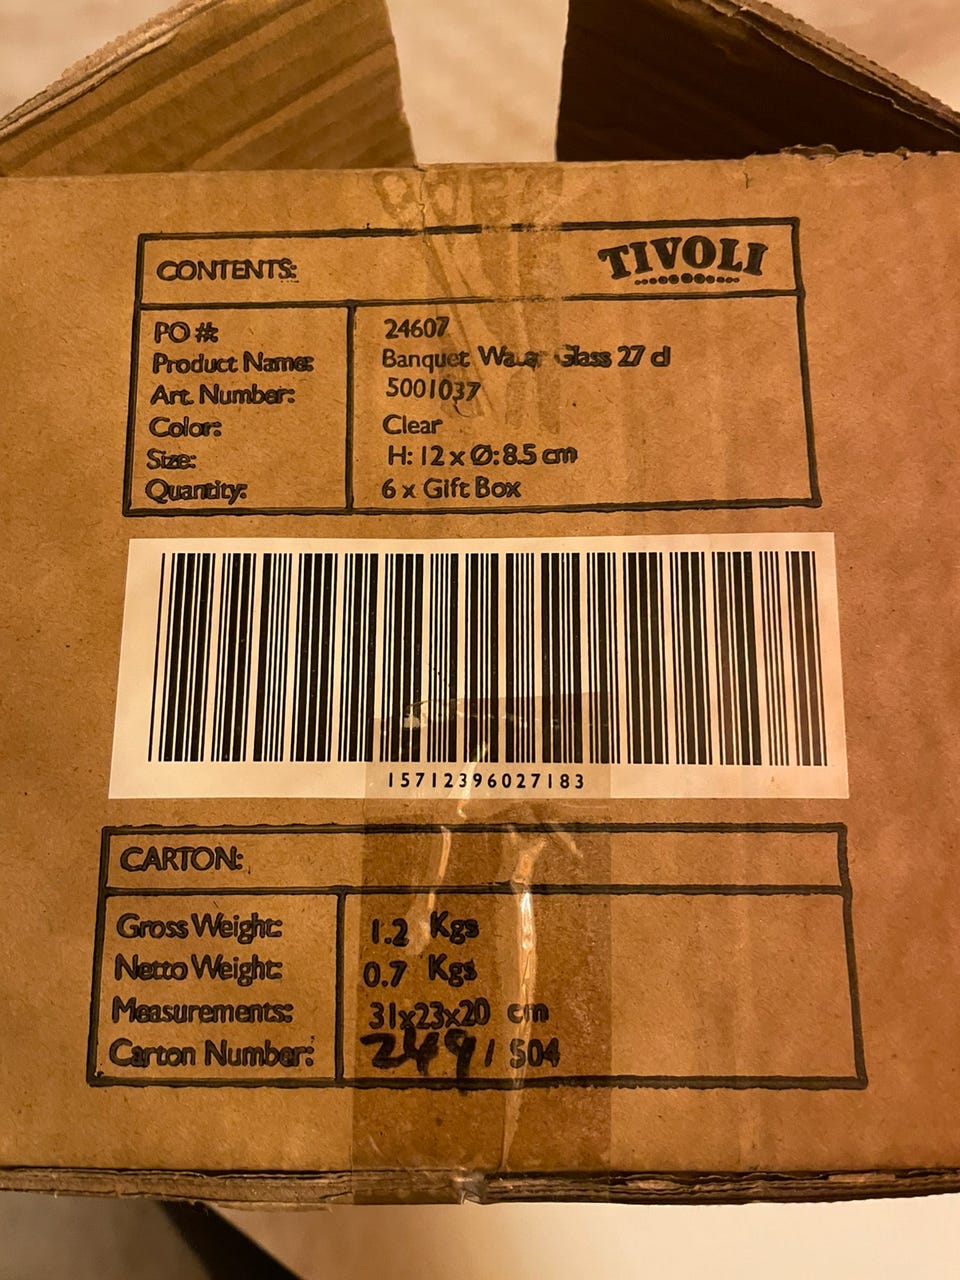 CONTENTS: TIVOLI
PO #: 24607
Product Name: Banquet Water Glass 27 cl
Art. Number: 5001037
Color: Clear
Size: H: 12 x Ø: 8.5 cm
Quantity: 6 x Gift Box
15712396027183
CARTON:
Gross Weight: 1.2 Kgs
Netto Weight: 0.7 Kgs
Measurements: 31x23x20 cm
Carton Number: 249 / 504